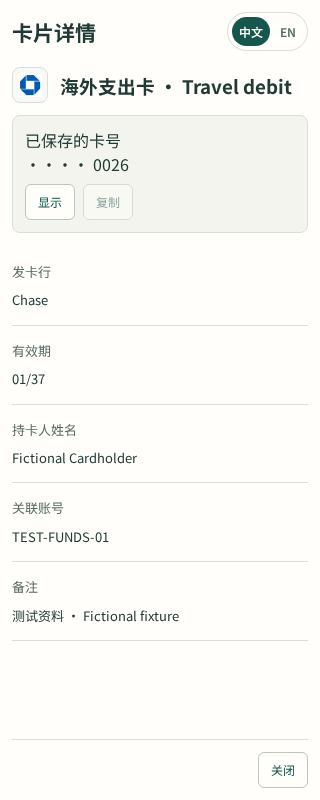 卡片详情
中文 EN
海外支出卡 • Travel debit
已保存的卡号
• • • • 0026
显示 复制
发卡行
Chase
有效期
01/37
持卡人姓名
Fictional Cardholder
关联账号
TEST-FUNDS-01
备注
测试资料 • Fictional fixture
关闭